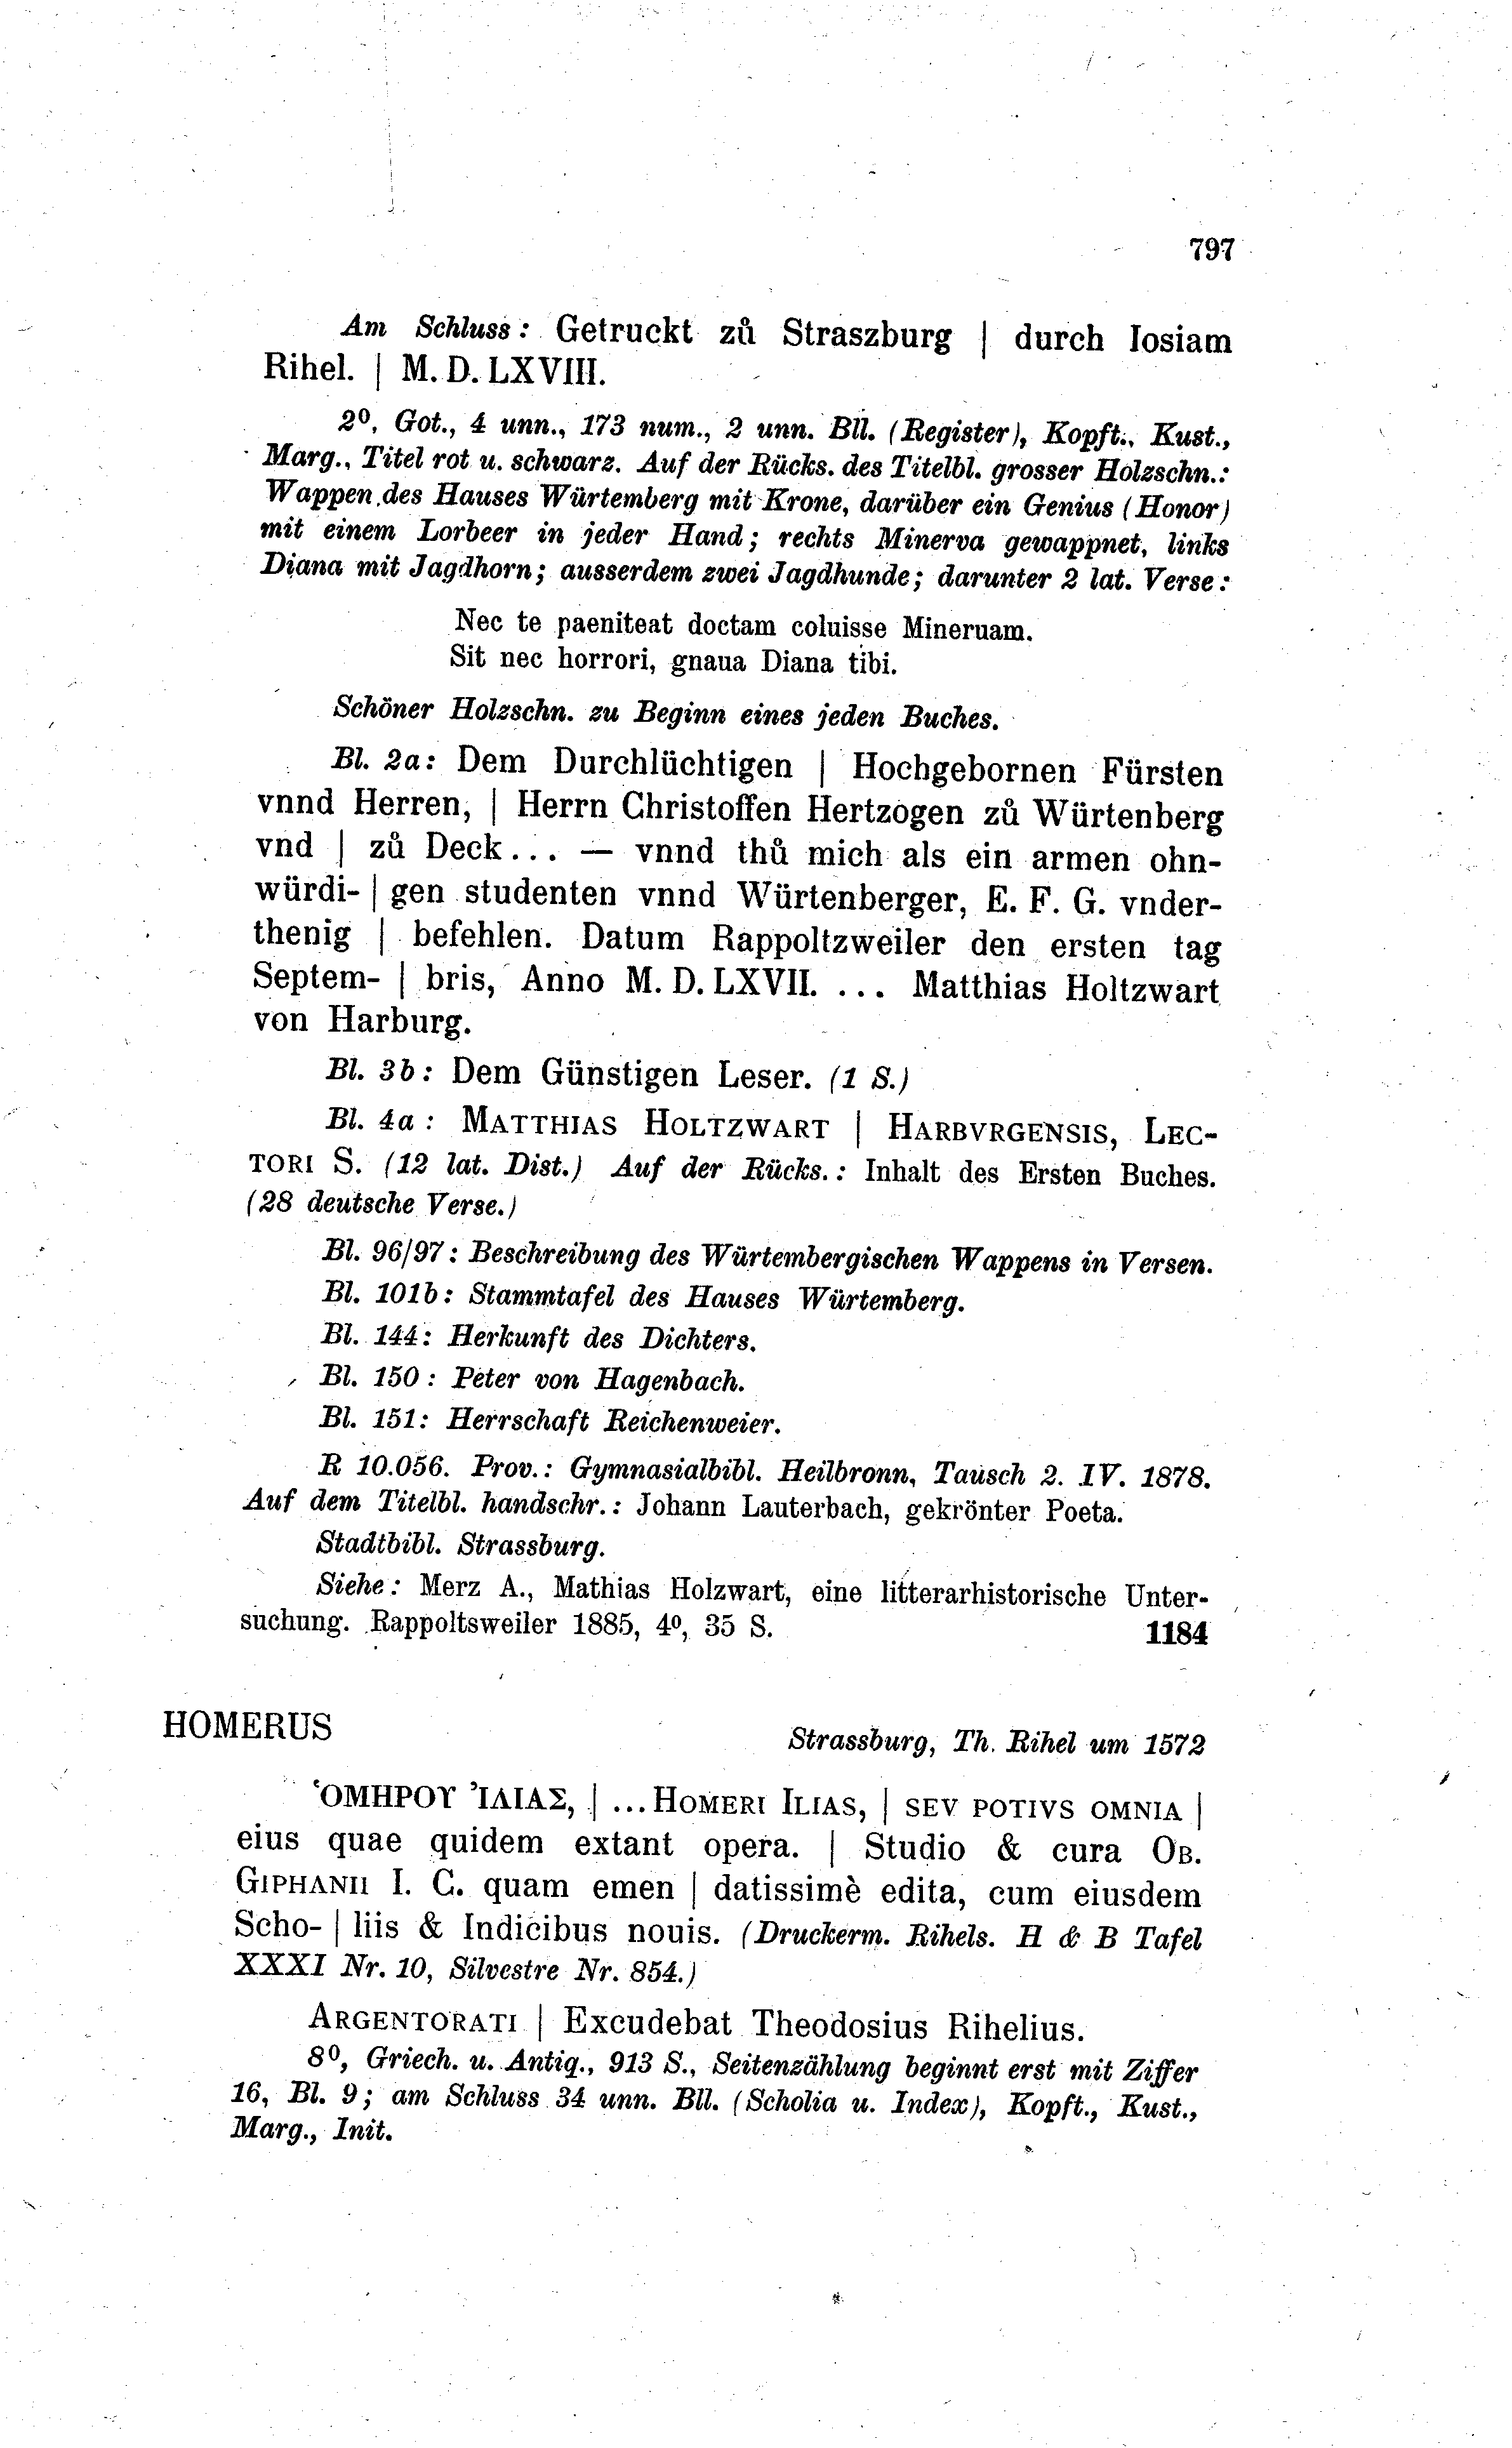 797
Am Schluss: Getruckt zů Straszburg | durch Iosiam
Rihel. | M. D. LXVIII.
2º, Got., 4 unn., 173 num., 2 unn. Bll. (Register), Kopft., Kust.,
Marg., Titel rot u. schwarz. Auf der Rücks. des Titelbl. grosser Holzschn.:
Wappen des Hauses Würtemberg mit Krone, darüber ein Genius (Honor)
mit einem Lorbeer in jeder Hand; rechts Minerva gewappnet, links
Diana mit Jagdhorn; ausserdem zwei Jagdhunde; darunter 2 lat. Verse:
Nec te paeniteat doctam coluisse Mineruam.
Sit nec horrori, gnaua Diana tibi.
Schöner Holzschn. zu Beginn eines jeden Buches.
Bl. 2a: Dem Durchlüchtigen | Hochgebornen Fürsten
vnnd Herren, | Herrn Christoffen Hertzogen zů Würtenberg
vnd | zů Deck... — vnnd thů mich als ein armen ohn-
würdi- | gen studenten vnnd Würtenberger, E. F. G. vnder-
thenig | befehlen. Datum Rappoltzweiler den ersten tag
Septem- | bris, Anno M. D. LXVII. ... Matthias Holtzwart
von Harburg.
Bl. 3b: Dem Günstigen Leser. (1 S.)
Bl. 4a: MATTHIAS HOLTZWART | HARBVRGENSIS, LEC-
TORI S. (12 lat. Dist.) Auf der Rücks.: Inhalt des Ersten Buches.
(28 deutsche Verse.)
Bl. 96/97: Beschreibung des Würtembergischen Wappens in Versen.
Bl. 101b: Stammtafel des Hauses Würtemberg.
Bl. 144: Herkunft des Dichters.
Bl. 150: Peter von Hagenbach.
Bl. 151: Herrschaft Reichenweier.
R 10.056. Prov.: Gymnasialbibl. Heilbronn, Tausch 2. IV. 1878.
Auf dem Titelbl. handschr.: Johann Lauterbach, gekrönter Poeta.
Stadtbibl. Strassburg.
Siehe: Merz A., Mathias Holzwart, eine litterarhistorische Unter-
suchung. Rappoltsweiler 1885, 4º, 35 S. 1184
HOMERUS
Strassburg, Th. Rihel um 1572
ὉΜΗΡΟΥ ἸΛΙΑΣ, | ... HOMERI ILIAS, | SEV POTIVS OMNIA |
eius quae quidem extant opera. | Studio & cura OB.
GIPHANII I. C. quam emen | datissimè edita, cum eiusdem
Scho- | liis & Indicibus nouis. (Druckerm. Rihels. H & B Tafel
XXXI Nr. 10, Silvestre Nr. 854.)
ARGENTORATI | Excudebat Theodosius Rihelius.
8º, Griech. u. Antiq., 913 S., Seitenzählung beginnt erst mit Ziffer
16, Bl. 9; am Schluss 34 unn. Bll. (Scholia u. Index), Kopft., Kust.,
Marg., Init.